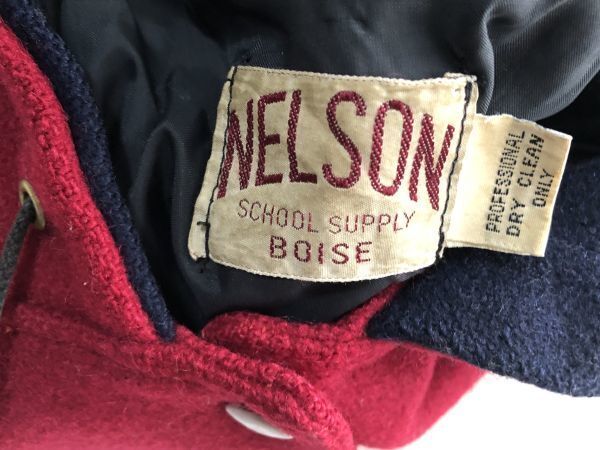 NELSON
SCHOOL SUPPLY
BOISE
PROFESSIONAL
DRY CLEAN
ONLY